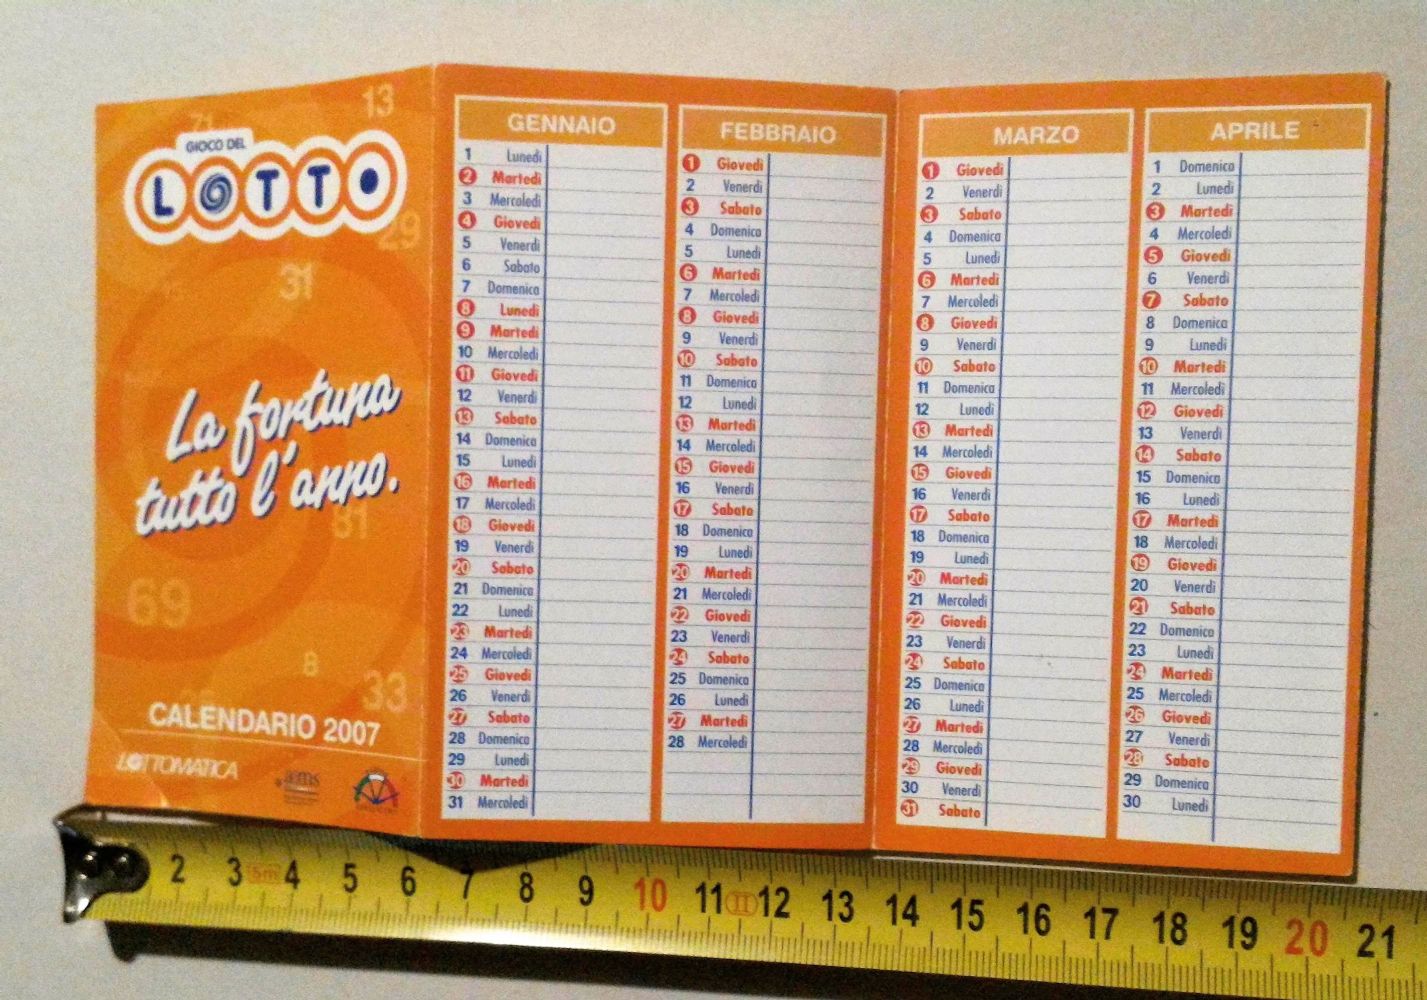 13
71
GIOCO DEL
LOTTO
29
31
La fortuna
tutto l'anno.
81
69
8
33
CALENDARIO 2007
LOTTOMATICA
aams
GENNAIO
1 Lunedì
2 Martedì
3 Mercoledì
4 Giovedì
5 Venerdì
6 Sabato
7 Domenica
8 Lunedì
9 Martedì
10 Mercoledì
11 Giovedì
12 Venerdì
13 Sabato
14 Domenica
15 Lunedì
16 Martedì
17 Mercoledì
18 Giovedì
19 Venerdì
20 Sabato
21 Domenica
22 Lunedì
23 Martedì
24 Mercoledì
25 Giovedì
26 Venerdì
27 Sabato
28 Domenica
29 Lunedì
30 Martedì
31 Mercoledì
FEBBRAIO
1 Giovedì
2 Venerdì
3 Sabato
4 Domenica
5 Lunedì
6 Martedì
7 Mercoledì
8 Giovedì
9 Venerdì
10 Sabato
11 Domenica
12 Lunedì
13 Martedì
14 Mercoledì
15 Giovedì
16 Venerdì
17 Sabato
18 Domenica
19 Lunedì
20 Martedì
21 Mercoledì
22 Giovedì
23 Venerdì
24 Sabato
25 Domenica
26 Lunedì
27 Martedì
28 Mercoledì
MARZO
1 Giovedì
2 Venerdì
3 Sabato
4 Domenica
5 Lunedì
6 Martedì
7 Mercoledì
8 Giovedì
9 Venerdì
10 Sabato
11 Domenica
12 Lunedì
13 Martedì
14 Mercoledì
15 Giovedì
16 Venerdì
17 Sabato
18 Domenica
19 Lunedì
20 Martedì
21 Mercoledì
22 Giovedì
23 Venerdì
24 Sabato
25 Domenica
26 Lunedì
27 Martedì
28 Mercoledì
29 Giovedì
30 Venerdì
31 Sabato
APRILE
1 Domenica
2 Lunedì
3 Martedì
4 Mercoledì
5 Giovedì
6 Venerdì
7 Sabato
8 Domenica
9 Lunedì
10 Martedì
11 Mercoledì
12 Giovedì
13 Venerdì
14 Sabato
15 Domenica
16 Lunedì
17 Martedì
18 Mercoledì
19 Giovedì
20 Venerdì
21 Sabato
22 Domenica
23 Lunedì
24 Martedì
25 Mercoledì
26 Giovedì
27 Venerdì
28 Sabato
29 Domenica
30 Lunedì
2 3 5m 4 5 6 7 8 9 10 11 II 12 13 14 15 16 17 18 19 20 21